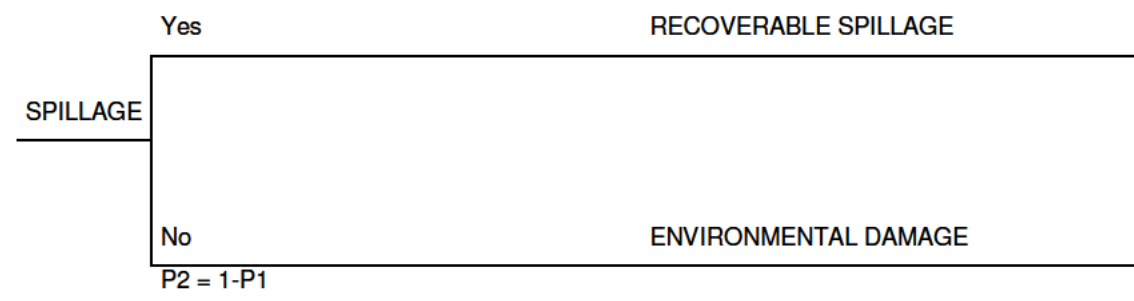 Yes
RECOVERABLE SPILLAGE
SPILLAGE
No
ENVIRONMENTAL DAMAGE
P2 = 1-P1